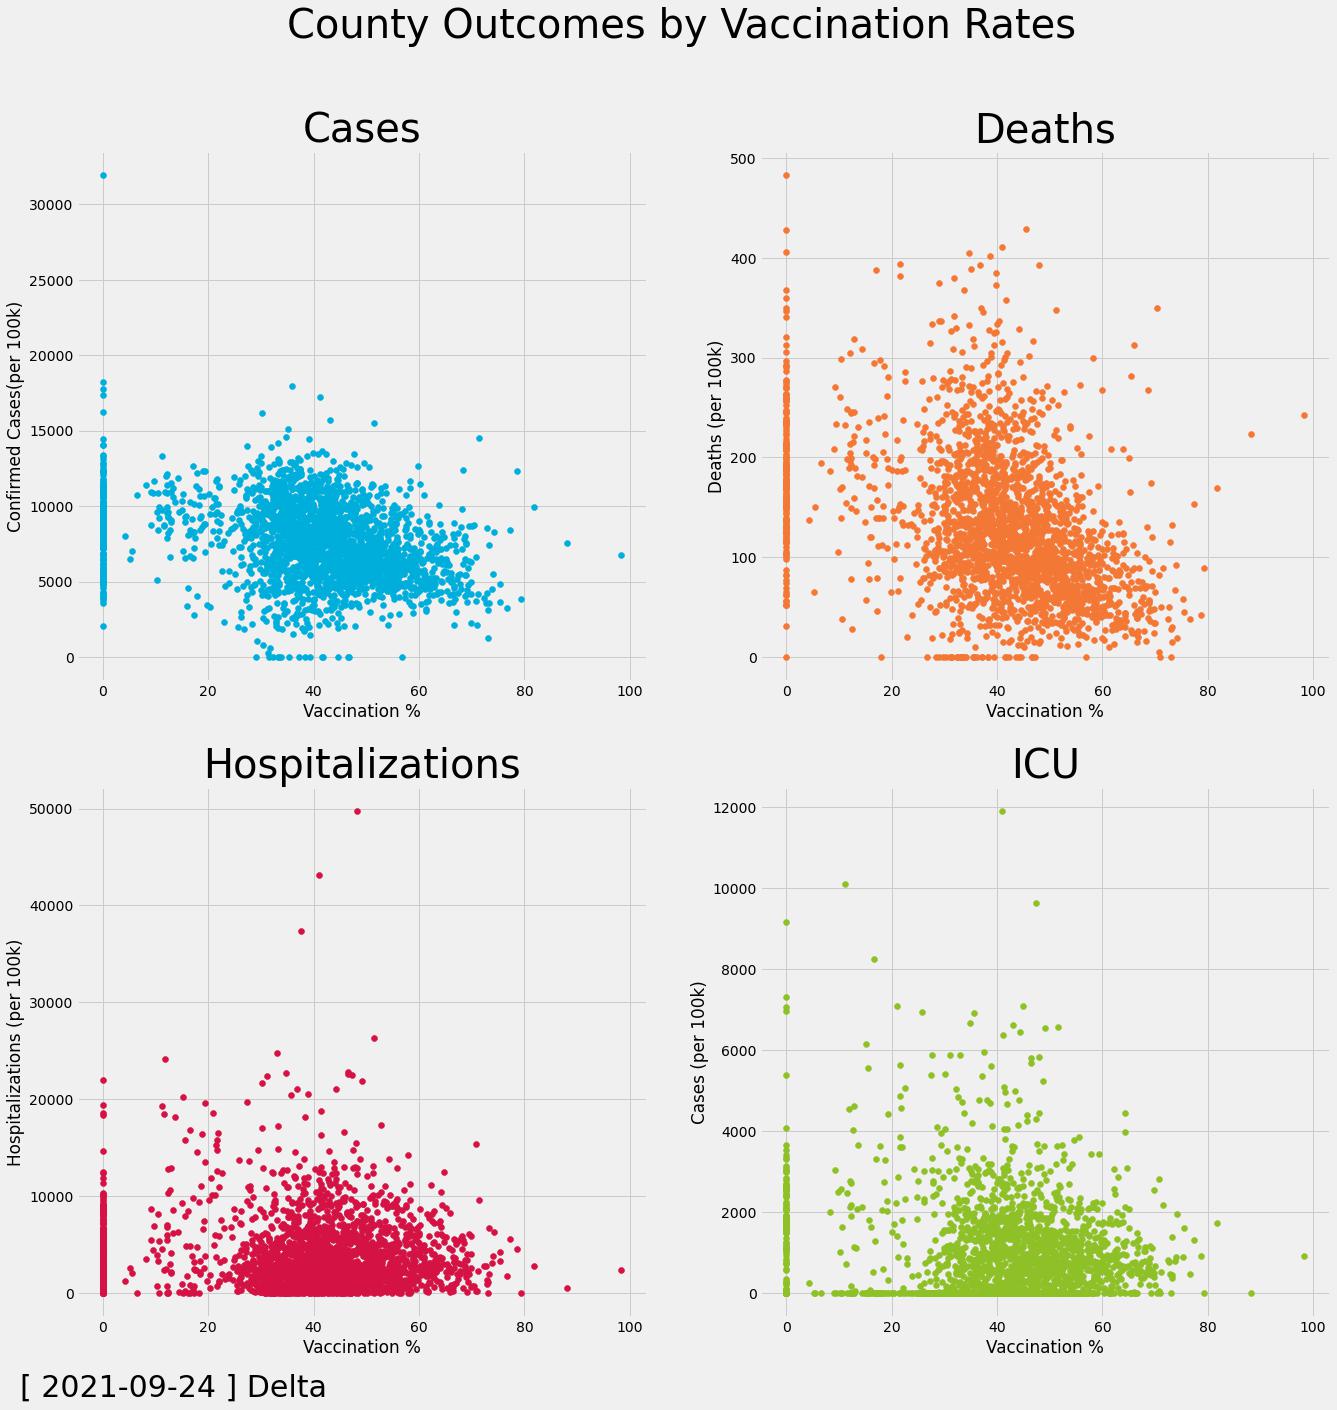 County Outcomes by Vaccination Rates
Cases
Confirmed Cases(per 100k)
30000
25000
20000
15000
10000
5000
0
0 20 40 60 80 100
Vaccination %
Deaths
Deaths (per 100k)
500
400
300
200
100
0
0 20 40 60 80 100
Vaccination %
Hospitalizations
Hospitalizations (per 100k)
50000
40000
30000
20000
10000
0
0 20 40 60 80 100
Vaccination %
ICU
Cases (per 100k)
12000
10000
8000
6000
4000
2000
0
0 20 40 60 80 100
Vaccination %
[ 2021-09-24 ] Delta